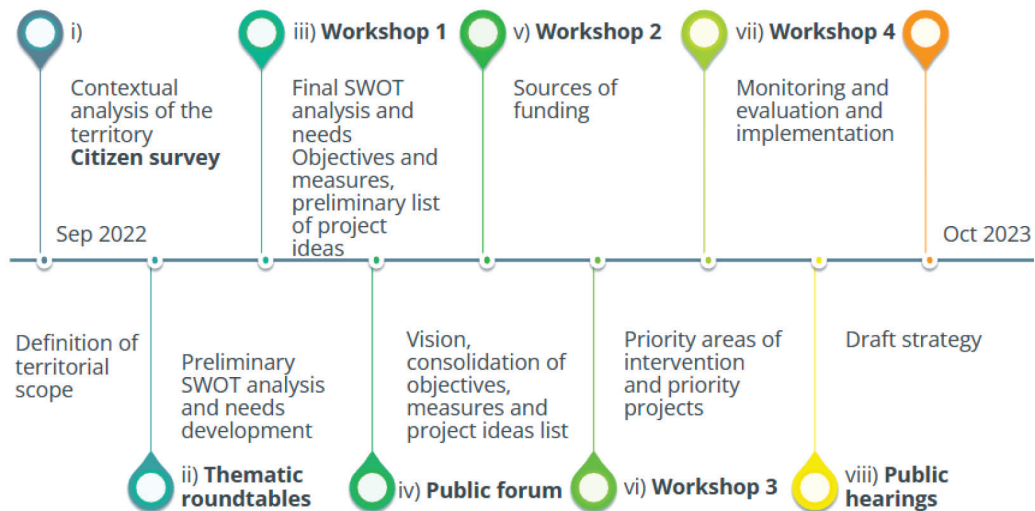 i)
Contextual
analysis of the
territory
Citizen survey
iii) Workshop 1
Final SWOT
analysis and
needs
Objectives and
measures,
preliminary list
of project
ideas
v) Workshop 2
Sources of
funding
vii) Workshop 4
Monitoring and
evaluation and
implementation
Sep 2022
Oct 2023
Definition of
territorial
scope
Preliminary
SWOT analysis
and needs
development
ii) Thematic
roundtables
Vision,
consolidation of
objectives,
measures and
project ideas list
iv) Public forum
Priority areas of
intervention
and priority
projects
vi) Workshop 3
Draft strategy
viii) Public
hearings